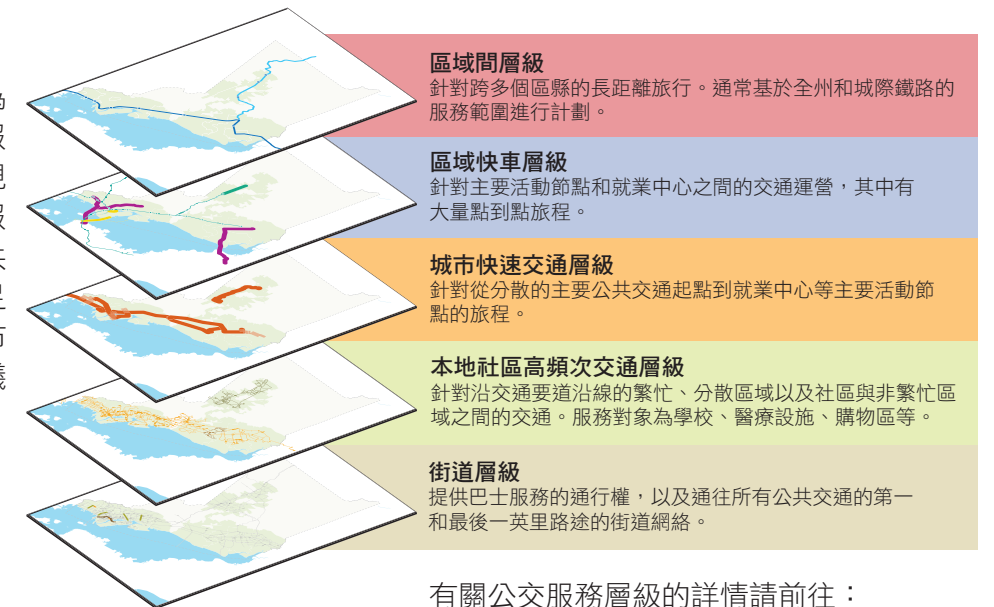 區域間層級
針對跨多個區縣的長距離旅行。通常基於全州和城際鐵路的
服務範圍進行計劃。
區域快車層級
針對主要活動節點和就業中心之間的交通運營,其中有
大量點到點旅程。
城市快速交通層級
針對從分散的主要公共交通起點到就業中心等主要活動節
點的旅程。
本地社區高頻次交通層級
針對沿交通要道沿線的繁忙、分散區域以及社區與非繁忙區
域之間的交通。服務對象為學校、醫療設施、購物區等。
街道層級
提供巴士服務的通行權,以及通往所有公共交通的第一
和最後一英里路途的街道網絡。
有關公交服務層級的詳情請前往: